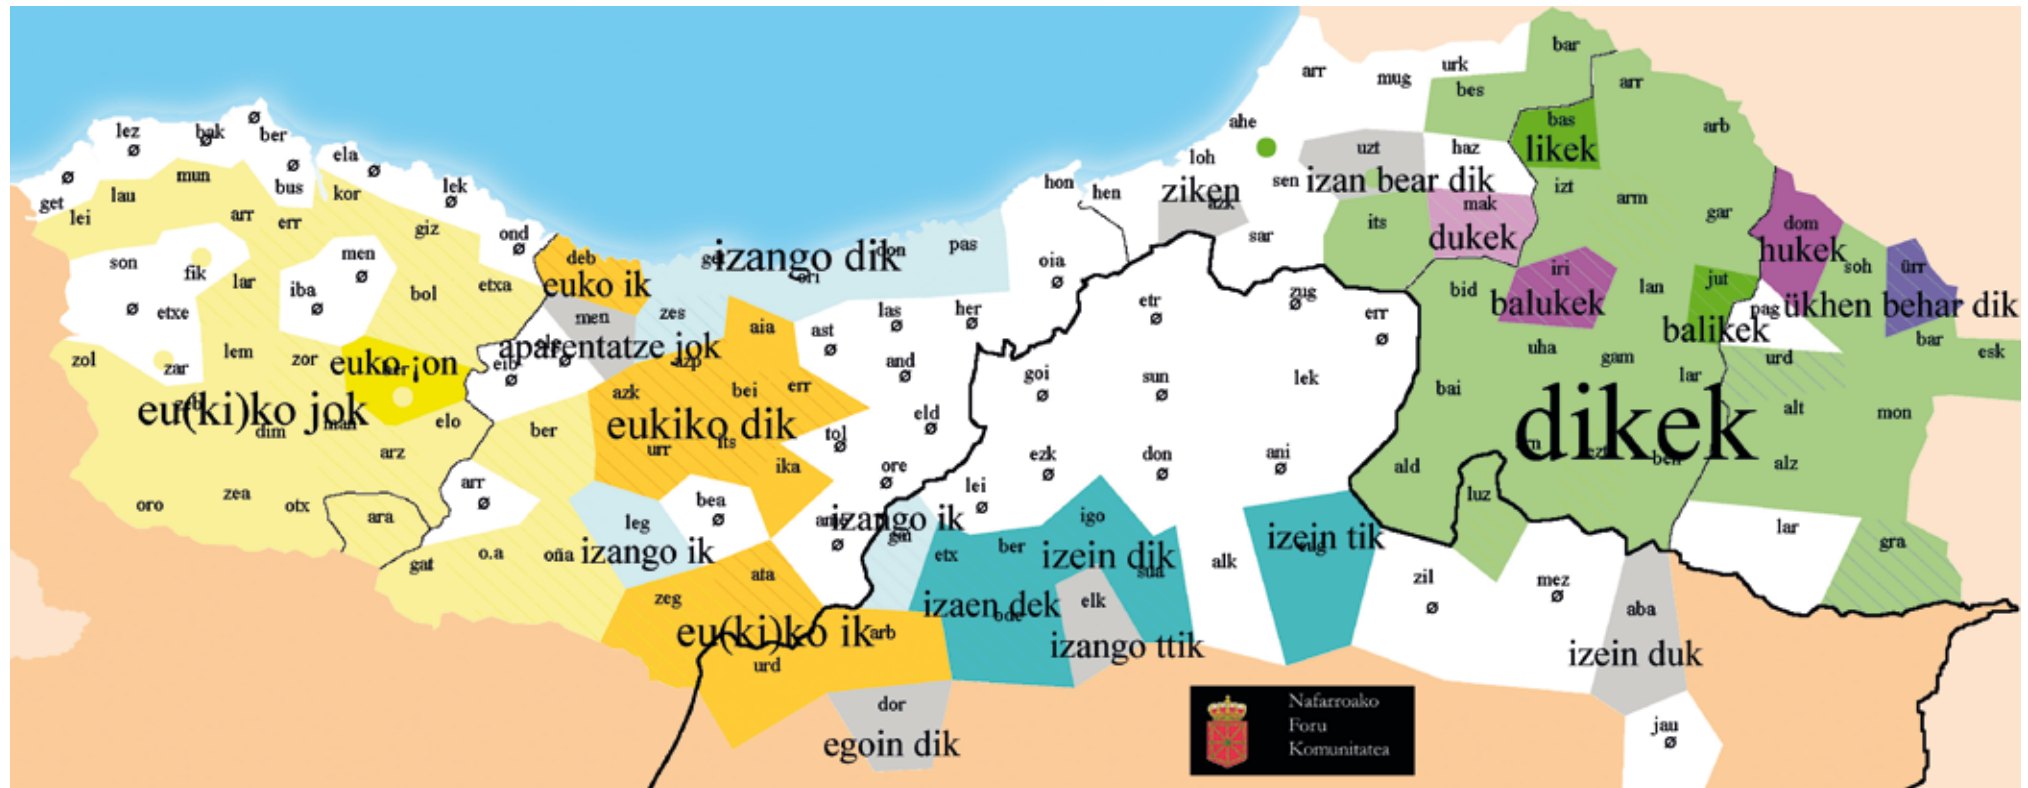 bar
arr
mug
urk
bes
arr
lez
bak
ber
Ø
Ø
Ø
Ø
ahe
bas
arb
likek
ela
Ø
uzt
haz
loh
Ø
mun
bus
lek
Ø
hon
hen
ziken
azk
sen
izan bear dik
izt
get
lau
kor
mak
arm
lei
arr
err
giz
ond
Ø
its
dukek
gar
dom
sar
hukek
son
fik
men
Ø
deb
izango dik
don
pas
oia
Ø
iri
soh
ürr
lar
iba
Ø
bol
etxa
euko ik
ori
etr
Ø
zug
Ø
err
Ø
bid
balukek
lan
jut
Ø
etxe
men
zes
aia
ast
Ø
las
Ø
her
Ø
balikek
pag
ükhen behar dik
zol
zar
lem
zor
euko ¡on
eib
Ø
Ø
aparentatze jok
azp
and
Ø
goi
Ø
sun
Ø
lek
uha
gam
lar
urd
bar
esk
bei
err
azk
bai
eu(ki)ko jok
dim
elo
ber
eukiko dik
its
urr
tol
Ø
eld
Ø
dikek
alt
mon
arz
ika
ore
Ø
ezk
Ø
don
Ø
ani
Ø
ald
alz
oro
zea
otx
ara
arr
Ø
leg
bea
Ø
izango ik
Ø
lei
Ø
igo
luz
lar
gat
o.a
oña
izango ik
etx
ber
izein dik
sua
alk
izein tik
gra
ata
zeg
eu(ki)ko ik
arb
izaen dek
ode
elk
izango ttik
zil
Ø
mez
Ø
aba
urd
izein duk
dor
egoin dik
jau
Ø
Nafarroako
Foru
Komunitatea